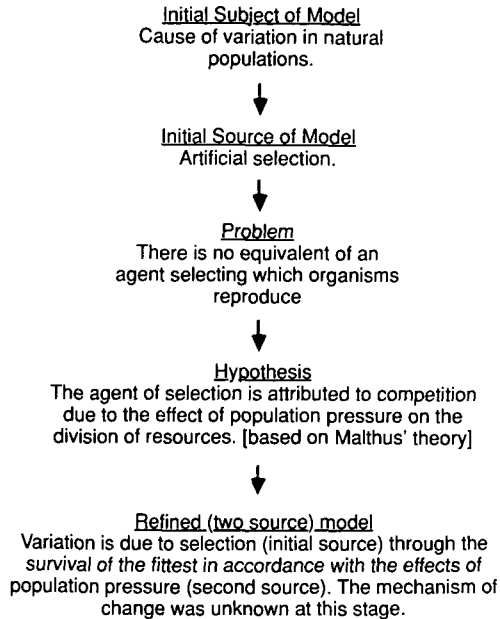 Initial Subject of Model
Cause of variation in natural
populations.
Initial Source of Model
Artificial selection.
Problem
There is no equivalent of an
agent selecting which organisms
reproduce
Hypothesis
The agent of selection is attributed to competition
due to the effect of population pressure on the
division of resources. [based on Malthus' theory]
Refined (two source) model
Variation is due to selection (initial source) through the
survival of the fittest in accordance with the effects of
population pressure (second source). The mechanism of
change was unknown at this stage.